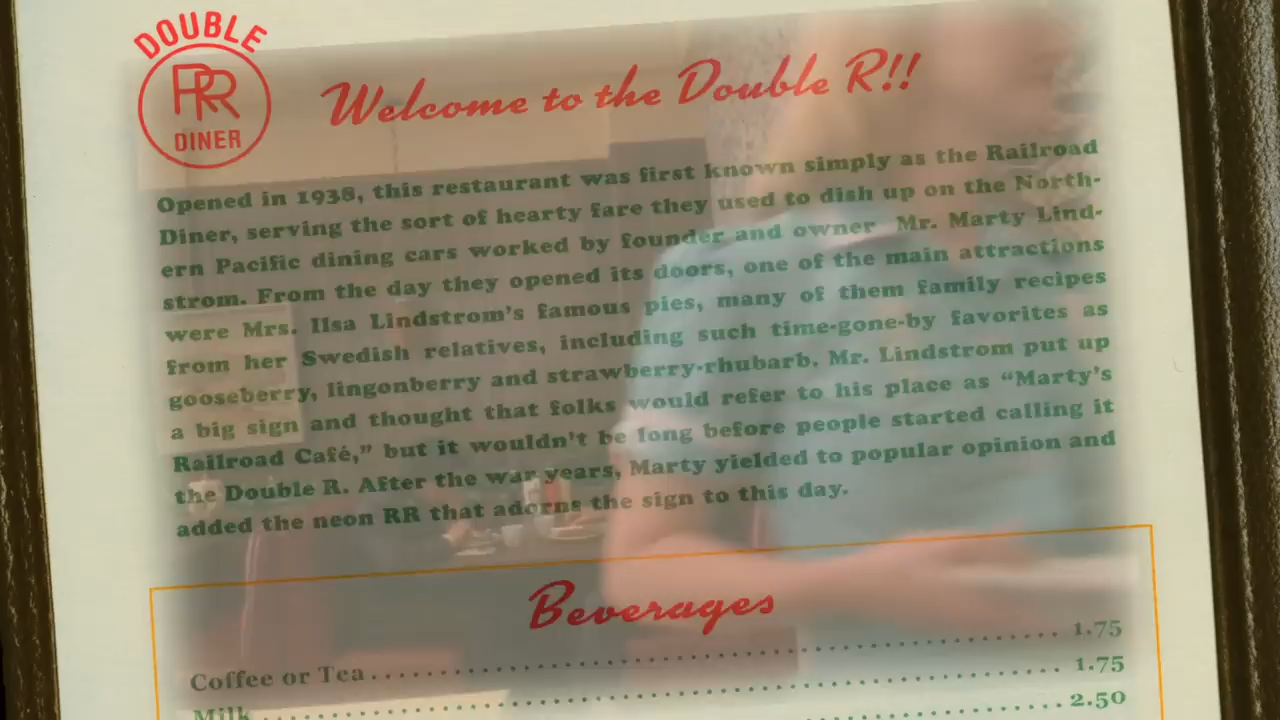 DOUBLE
RR
DINER
Welcome to the Double R!!
Opened in 1938, this restaurant was first known simply as the Railroad
Diner, serving the sort of hearty fare they used to dish up on the North-
ern Pacific dining cars worked by founder and owner Mr. Marty Lind-
strom. From the day they opened its doors, one of the main attractions
were Mrs. Ilsa Lindstrom's famous pies, many of them family recipes
from her Swedish relatives, including such time-gone-by favorites as
gooseberry, lingonberry and strawberry-rhubarb. Mr. Lindstrom put up
a big sign and thought that folks would refer to his place as “Marty's
Railroad Café,” but it wouldn't be long before people started calling it
the Double R. After the war years, Marty yielded to popular opinion and
added the neon RR that adorns the sign to this day.
Beverages
Coffee or Tea . . . . . . . . . . . . . . . . . . . . 1.75
Milk . . . . . . . . . . . . . . . . . . . . 1.75
2.50